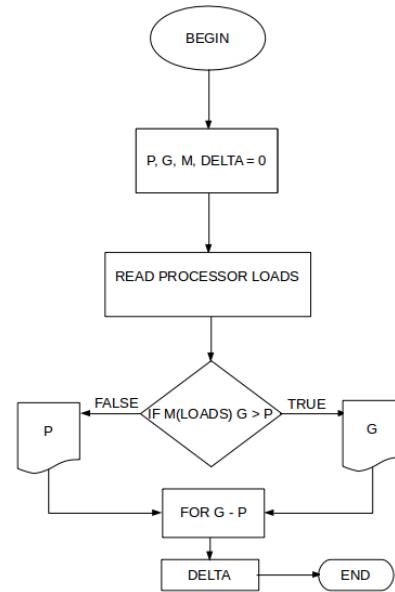 BEGIN
P, G, M, DELTA = 0
READ PROCESSOR LOADS
IF M(LOADS) G > P
FALSE
TRUE
P
G
FOR G - P
DELTA
END